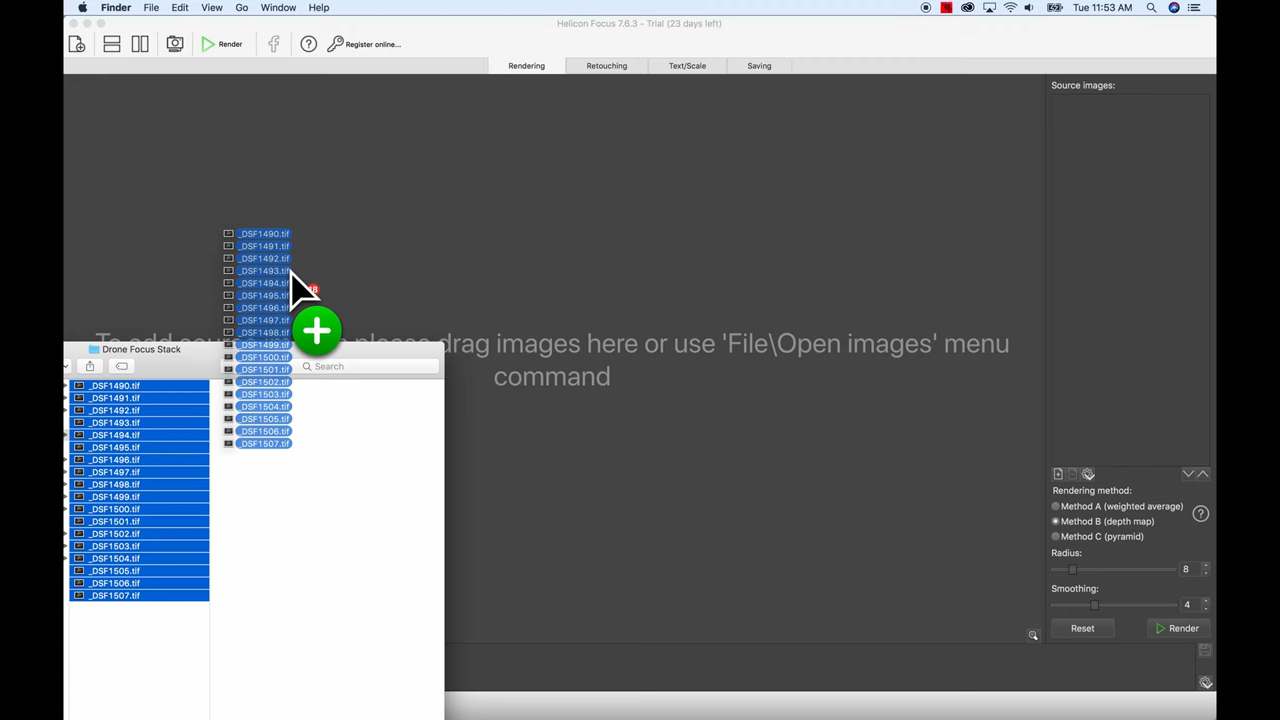 Finder File Edit View Go Window Help
Tue 11:53 AM
Helicon Focus 7.6.3 - Trial (23 days left)
Render
Register online...
Rendering Retouching Text/Scale Saving
Source images:
_DSF1490.tif
_DSF1491.tif
_DSF1492.tif
_DSF1493.tif
_DSF1494.tif
_DSF1495.tif
_DSF1496.tif
_DSF1497.tif
_DSF1498.tif
_DSF1499.tif
_DSF1500.tif
_DSF1501.tif
_DSF1502.tif
_DSF1503.tif
_DSF1504.tif
_DSF1505.tif
_DSF1506.tif
_DSF1507.tif
To add please drag images here or use 'File\Open images' menu
command
Drone Focus Stack
Search
_DSF1490.tif
_DSF1491.tif
_DSF1492.tif
_DSF1493.tif
_DSF1494.tif
_DSF1495.tif
_DSF1496.tif
_DSF1497.tif
_DSF1498.tif
_DSF1499.tif
_DSF1500.tif
_DSF1501.tif
_DSF1502.tif
_DSF1503.tif
_DSF1504.tif
_DSF1505.tif
_DSF1506.tif
_DSF1507.tif
Rendering method:
Method A (weighted average)
Method B (depth map)
Method C (pyramid)
Radius:
8
Smoothing:
4
Reset Render